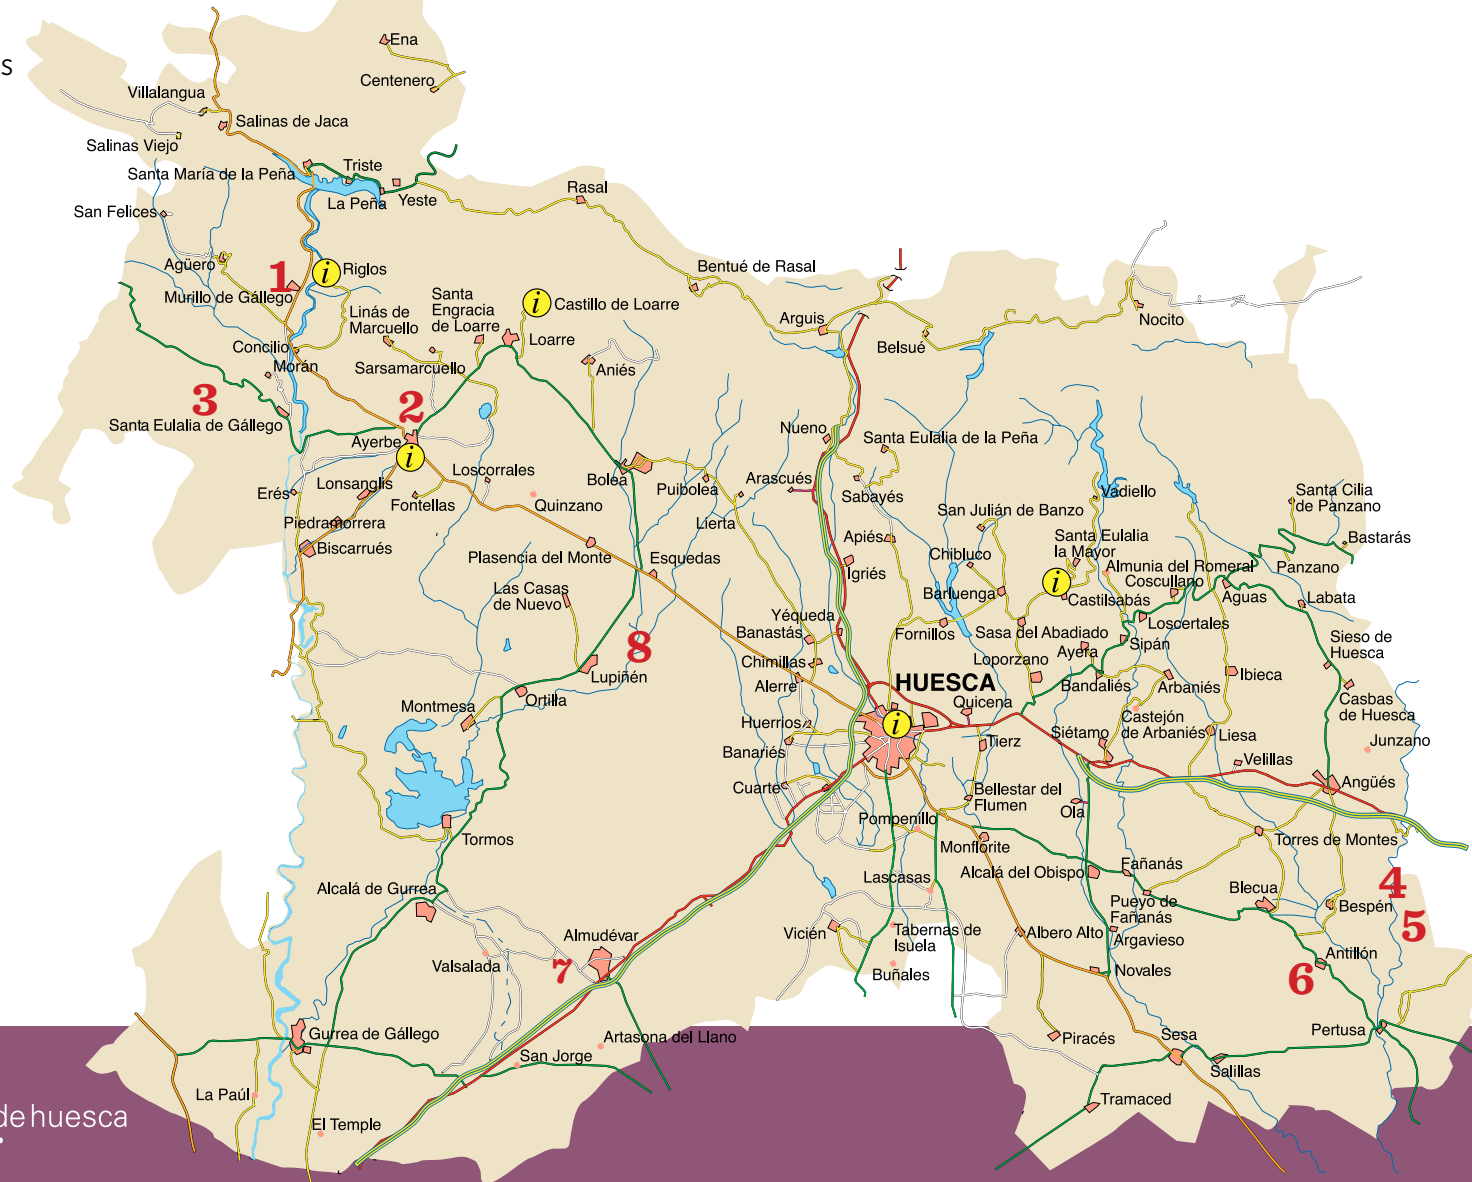 s
Ena
Centenero
Villalangua
Salinas de Jaca
Salinas Viejo
Santa María de la Peña
Triste
La Peña
Yeste
Rasal
San Felices
Agüero
1
i
Riglos
Murillo de Gállego
Linás de
Marcuello
Santa
Engracia
de Loarre
i
Castillo de Loarre
Loarre
Bentué de Rasal
Arguis
Belsué
Nocito
Concilio
Morán
Sarsamarcuello
Aniés
3
Santa Eulalia de Gállego
2
Ayerbe
i
Loscorrales
Bolea
Puibolea
Nueno
Santa Eulalia de la Peña
Arascués
Sabayés
Erés
Lonsanglis
Fontellas
Quinzano
Lierta
Vadiello
Santa Cilia
de Panzano
San Julián de Banzo
Piedramorrera
Biscarrués
Plasencia del Monte
Esquedas
Apiés
Igriés
Chibluco
Santa Eulalia
la Mayor
Bastarás
Panzano
Almunia del Romeral
Coscullano
i
Las Casas
de Nuevo
Barluenga
Castilsabás
Aguas
Labata
Yéqueda
Banastás
Fornillos
Sasa del Abadiado
Loscertales
Sipán
Sieso de
Huesca
8
Chimillas
Loporzano
Ayera
Lupiñén
Alerre
HUESCA
i
Quicena
Bandaliés
Arbaniés
Ibieca
Casbas
de Huesca
Ortilla
Montmesa
Huerrios
Banariés
Tierz
Siétamo
Castejón
de Arbaniés
Liesa
Junzano
Velillas
Angüés
Cuarte
Bellestar del
Flumen
Ola
Pompenillo
Tormos
Monflorite
Torres de Montes
Alcalá de Gurrea
Lascasas
Alcalá del Obispo
Fañanás
Blecua
4
Bespén
Pueyo de
Fañanás
5
Almudévar
Vicién
Tabernas de
Isuela
Albero Alto
Argavieso
Antillón
Valsalada
7
Buñales
Novales
6
Gurrea de Gállego
Artasona del Llano
San Jorge
Piracés
Sesa
Pertusa
Salillas
La Paúl
Tramaced
de huesca
El Temple